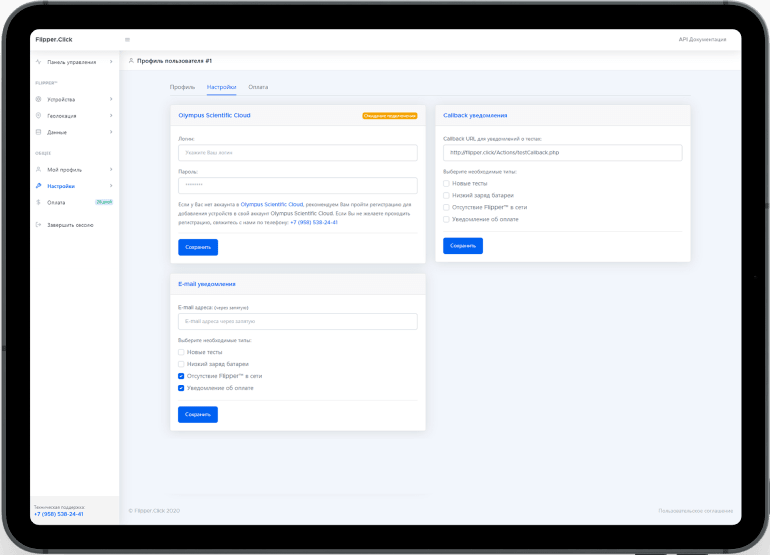 Flipper.Click
API Документация
Панель управления
Профиль пользователя #1
FLIPPER™
Устройства
Геолокация
Данные
ОБЩЕЕ
Мой профиль
Настройки
Оплата
Завершить сессию
Профиль Настройки Оплата
Olympus Scientific Cloud
Ожидание подключения
Логин:
Укажите Ваш логин
Пароль:
********
Если у Вас нет аккаунта в Olympus Scientific Cloud, рекомендуем Вам пройти регистрацию для
добавления устройств в свой аккаунт Olympus Scientific Cloud. Если Вы не желаете проходить
регистрацию, свяжитесь с нами по телефону: +7 (958) 538-24-41
Сохранить
Callback уведомления
Callback URL для уведомлений о тестах:
http://flipper.click/Actions/testCallback.php
Выберите необходимые типы:
Новые тесты
Низкий заряд батареи
Отсутствие Flipper™ в сети
Уведомление об оплате
Сохранить
E-mail уведомления
E-mail адреса: (через запятую)
E-mail адреса через запятую
Выберите необходимые типы:
Новые тесты
Низкий заряд батареи
Отсутствие Flipper™ в сети
Уведомление об оплате
Сохранить
Техническая поддержка:
+7 (958) 538-24-41
© Flipper.Click 2020
Пользовательское соглашение